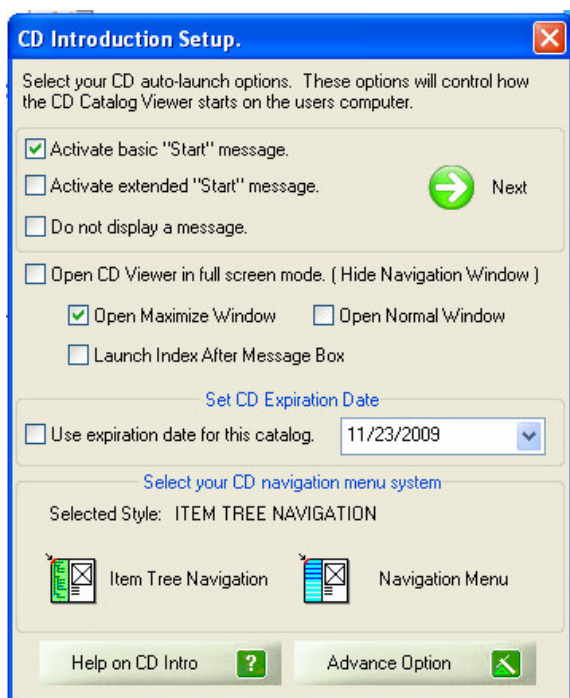 CD Introduction Setup.
Select your CD auto-launch options. These options will control how
the CD Catalog Viewer starts on the users computer.
Activate basic "Start" message.
Activate extended "Start" message.
Next
Do not display a message.
Open CD Viewer in full screen mode. ( Hide Navigation Window )
Open Maximize Window
Open Normal Window
Launch Index After Message Box
Set CD Expiration Date
Use expiration date for this catalog.
11/23/2009
Select your CD navigation menu system
Selected Style: ITEM TREE NAVIGATION
Item Tree Navigation
Navigation Menu
Help on CD Intro
?
Advance Option